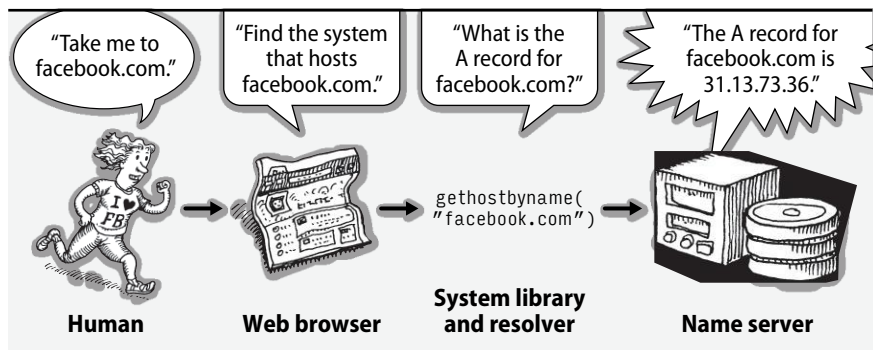 “Take me to
facebook.com.”
“Find the system
that hosts
facebook.com.”
“What is the
A record for
facebook.com?”
“The A record for
facebook.com is
31.13.73.36.”
I ♥
FB
gethostbyname(
"facebook.com")
Human
Web browser
System library
and resolver
Name server